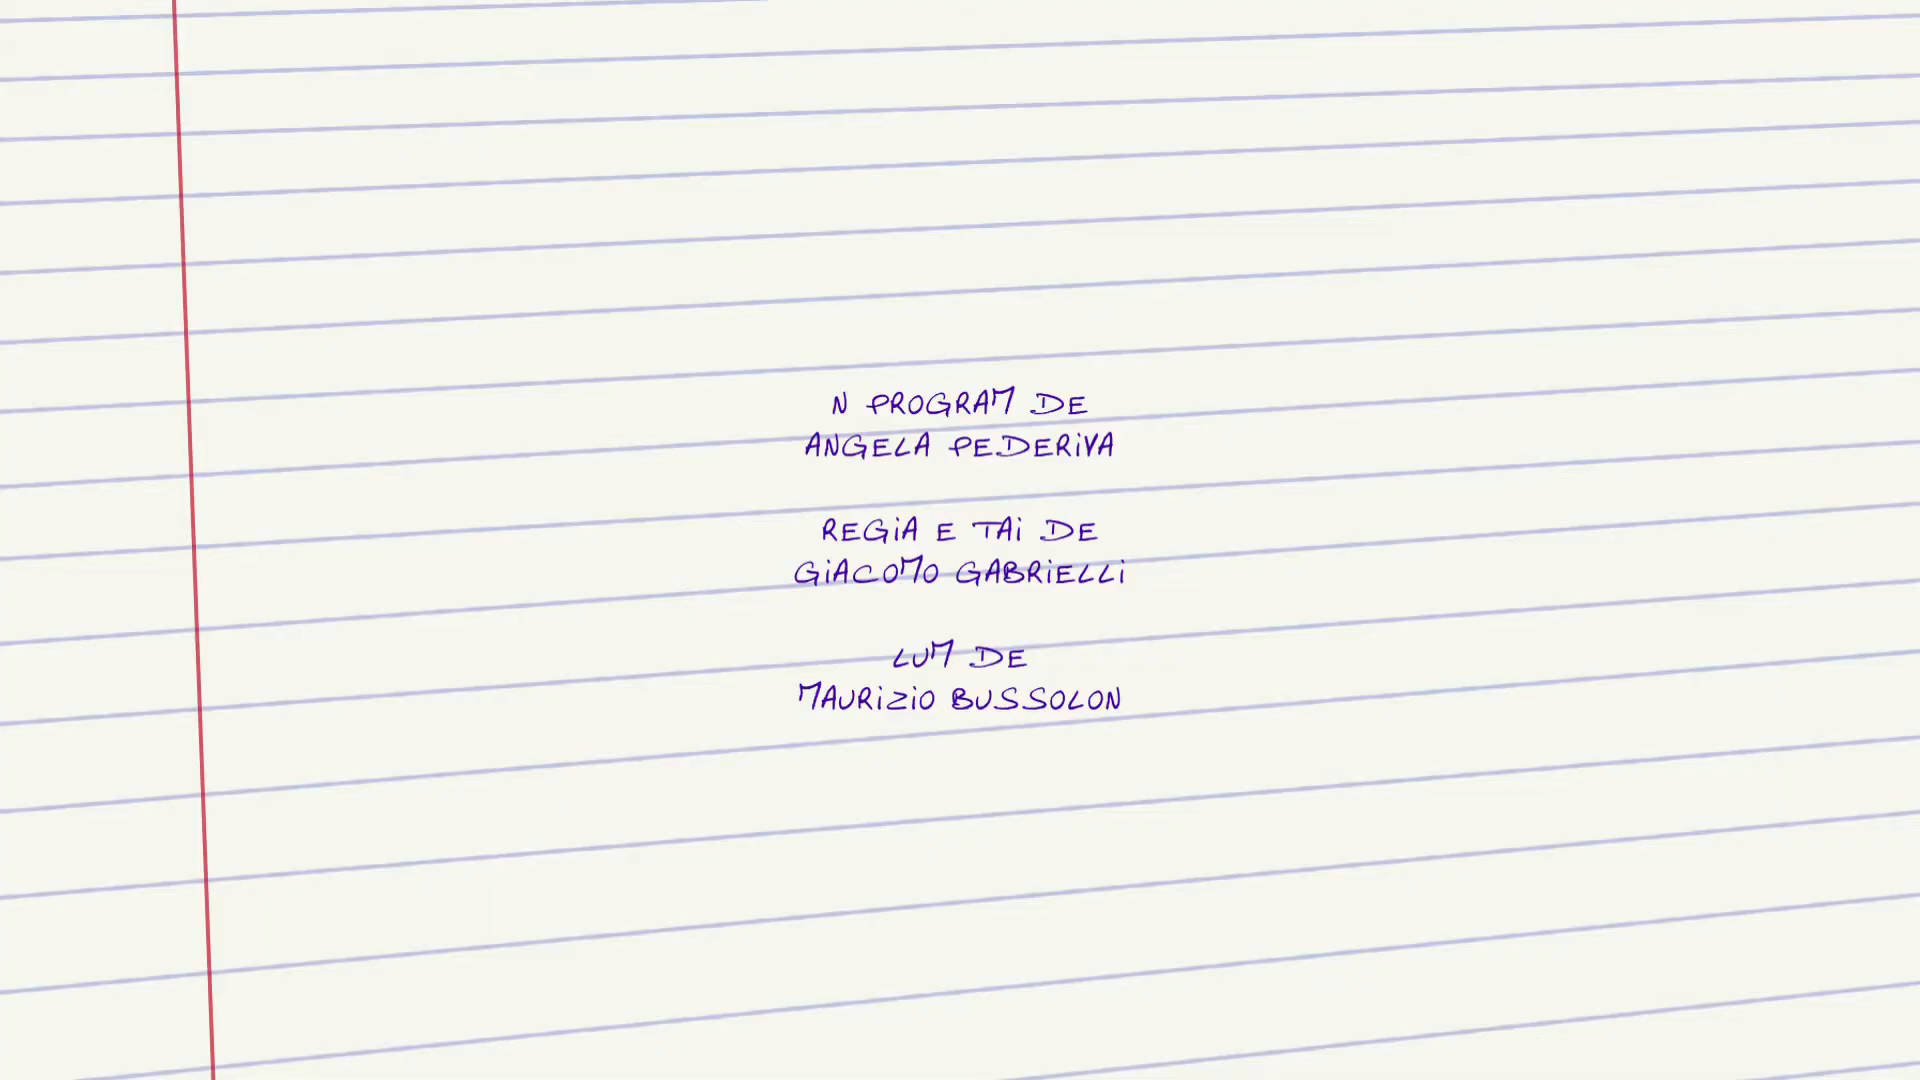 N PROGRAM DE
ANGELA PEDERIVA
REGIA E TAI DE
GIACOMO GABRIELLI
LUM DE
MAURIZIO BUSSOLON